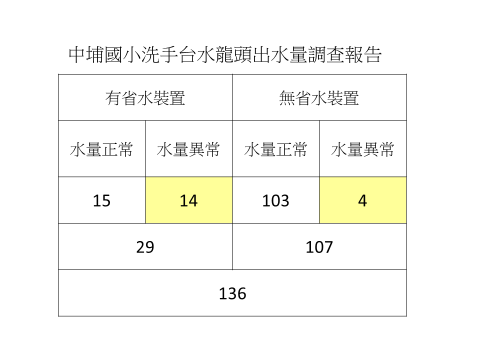 中埔國小洗手台水龍頭出水量調查報告
有省水裝置 無省水裝置
水量正常 水量異常 水量正常 水量異常
15 14 103 4
29 107
136